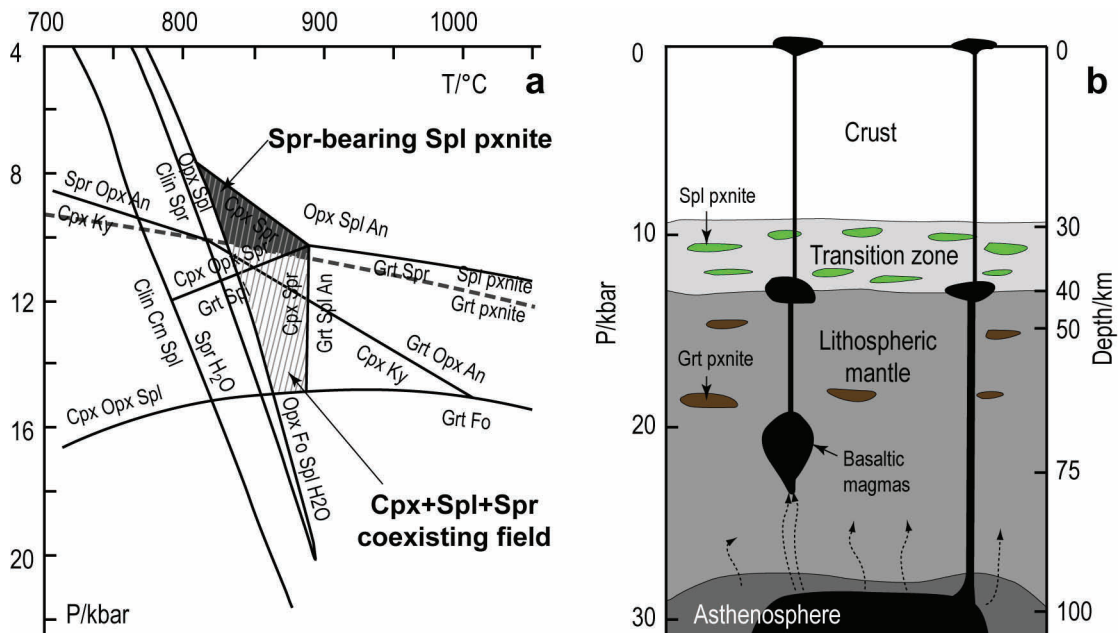 700 800 900 1000
4
T/°C
a
Spr-bearing Spl pxnite
8
Opx Spl
Clin Spr
Cpx Spr
Spr Opx An
Cpx Ky
Opx Spl An
Cpx Opx Spl
Grt Spl
Grt Spr
Spl pxnite
Grt pxnite
12
Clin Crn Spl
Spr H₂O
Cpx Spr
Grt Spl An
Cpx Ky
Grt Opx An
Cpx Opx Spl
Grt Fo
16
Opx Fo Spl H2O
Cpx+Spl+Spr
coexisting field
20
P/kbar
b
0
0
Crust
Spl pxnite
10
30
Transition zone
40
P/kbar
Depth/km
50
Lithospheric
mantle
Grt pxnite
20
Basaltic
magmas
75
30
Asthenosphere
100